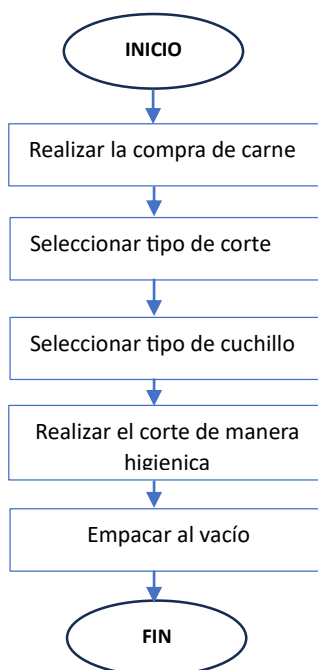 INICIO
Realizar la compra de carne
Seleccionar tipo de corte
Seleccionar tipo de cuchillo
Realizar el corte de manera
higienica
Empacar al vacío
FIN